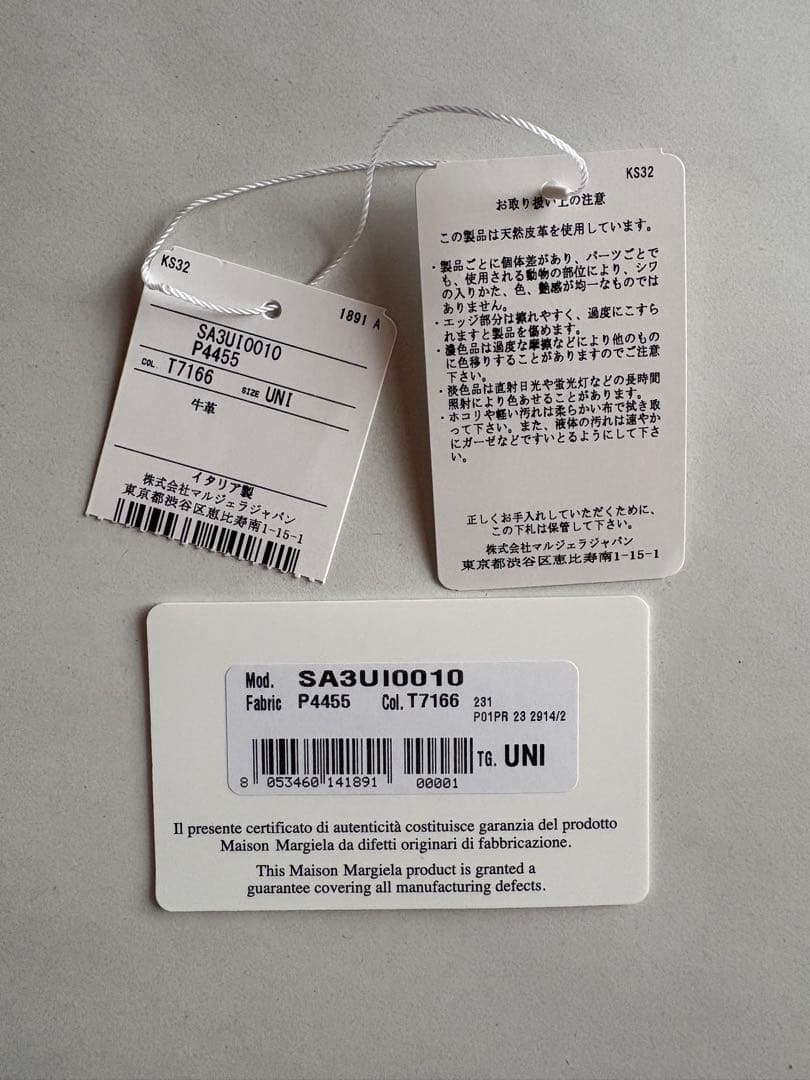 KS32
1891 A
SA3UI0010
P4455
COL. T7166 SIZE UNI
牛革
イタリア製
株式会社マルジェラジャパン
東京都渋谷区恵比寿南1-15-1
KS32
お取り扱い上の注意
この製品は天然皮革を使用しています。
・製品ごとに個体差があり、パーツごとで
も、使用される動物の部位により、シワ
の入りかた、色、艶感が均一なものでは
ありません。
・エッジ部分は擦れやすく、過度にこすら
れますと製品を傷めます。
・濃色品は過度な摩擦などにより他のもの
に色移りすることがありますのでご注意
下さい。
・淡色品は直射日光や蛍光灯などの長時間
照射により色あせることがあります。
・ホコリや軽い汚れは柔らかい布で拭き取
って下さい。また、液体の汚れは速やか
にガーゼなどですいとるようにして下さ
い。
正しくお手入れしていただくために、
この下札は保管して下さい。
株式会社マルジェラジャパン
東京都渋谷区恵比寿南1-15-1
Mod. SA3UI0010
Fabric P4455 Col. T7166 231
P01PR 23 2914/2
TG. UNI
8 053460 141891 00001
Il presente certificato di autenticità costituisce garanzia del prodotto
Maison Margiela da difetti originari di fabbricazione.
This Maison Margiela product is granted a
guarantee covering all manufacturing defects.